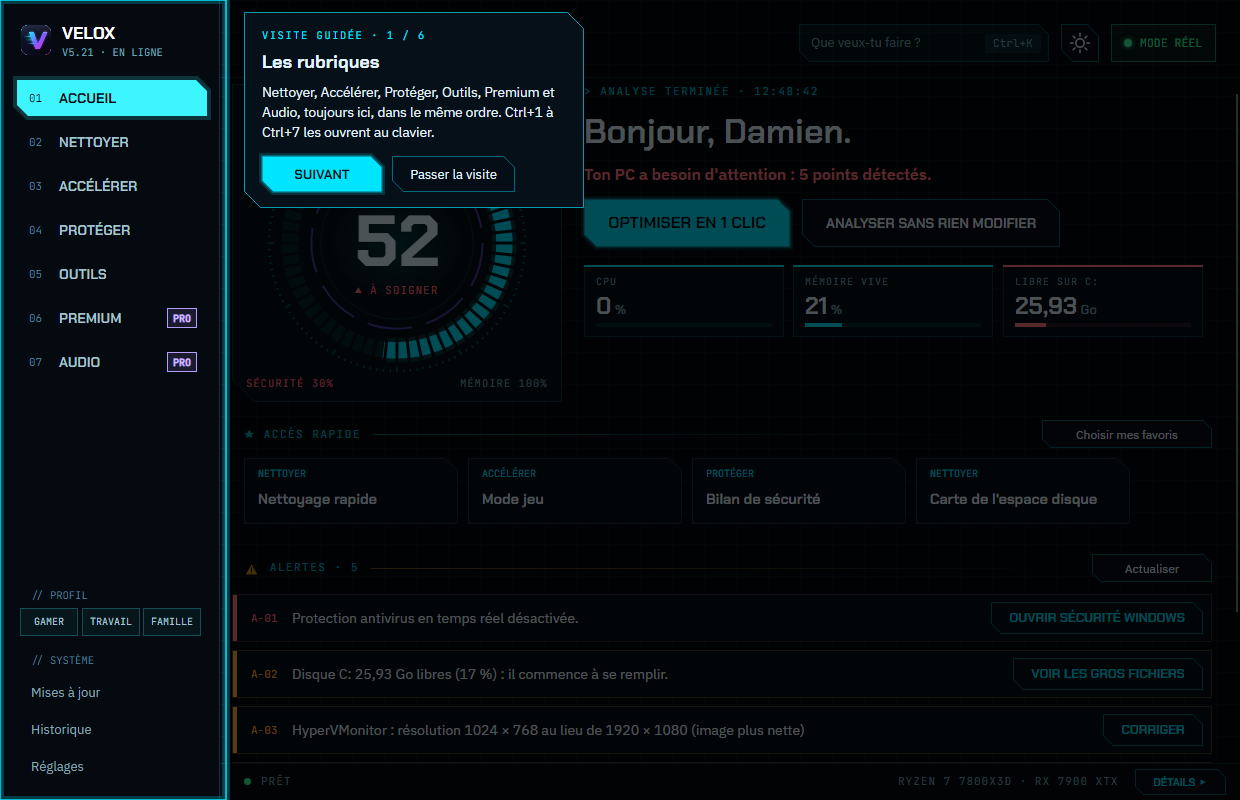 VELOX
V5.21 · EN LIGNE
01 ACCUEIL
02 NETTOYER
03 ACCÉLÉRER
04 PROTÉGER
05 OUTILS
06 PREMIUM PRO
07 AUDIO PRO
// PROFIL
GAMER TRAVAIL FAMILLE
// SYSTÈME
Mises à jour
Historique
Réglages
VISITE GUIDÉE · 1 / 6
Les rubriques
Nettoyer, Accélérer, Protéger, Outils, Premium et
Audio, toujours ici, dans le même ordre. Ctrl+1 à
Ctrl+7 les ouvrent au clavier.
SUIVANT Passer la visite
Que veux-tu faire ? Ctrl+K
MODE RÉEL
> ANALYSE TERMINÉE · 12:48:42
Bonjour, Damien.
Ton PC a besoin d'attention : 5 points détectés.
OPTIMISER EN 1 CLIC ANALYSER SANS RIEN MODIFIER
52
▲ À SOIGNER
SÉCURITÉ 30% MÉMOIRE 100%
CPU
0 %
MÉMOIRE VIVE
21 %
LIBRE SUR C:
25,93 Go
ACCÈS RAPIDE Choisir mes favoris
NETTOYER
Nettoyage rapide
ACCÉLÉRER
Mode jeu
PROTÉGER
Bilan de sécurité
NETTOYER
Carte de l'espace disque
ALERTES · 5 Actualiser
A-01 Protection antivirus en temps réel désactivée. OUVRIR SÉCURITÉ WINDOWS
A-02 Disque C: 25,93 Go libres (17 %) : il commence à se remplir. VOIR LES GROS FICHIERS
A-03 HyperVMonitor : résolution 1024 × 768 au lieu de 1920 × 1080 (image plus nette) CORRIGER
PRÊT RYZEN 7 7800X3D · RX 7900 XTX DÉTAILS ▸